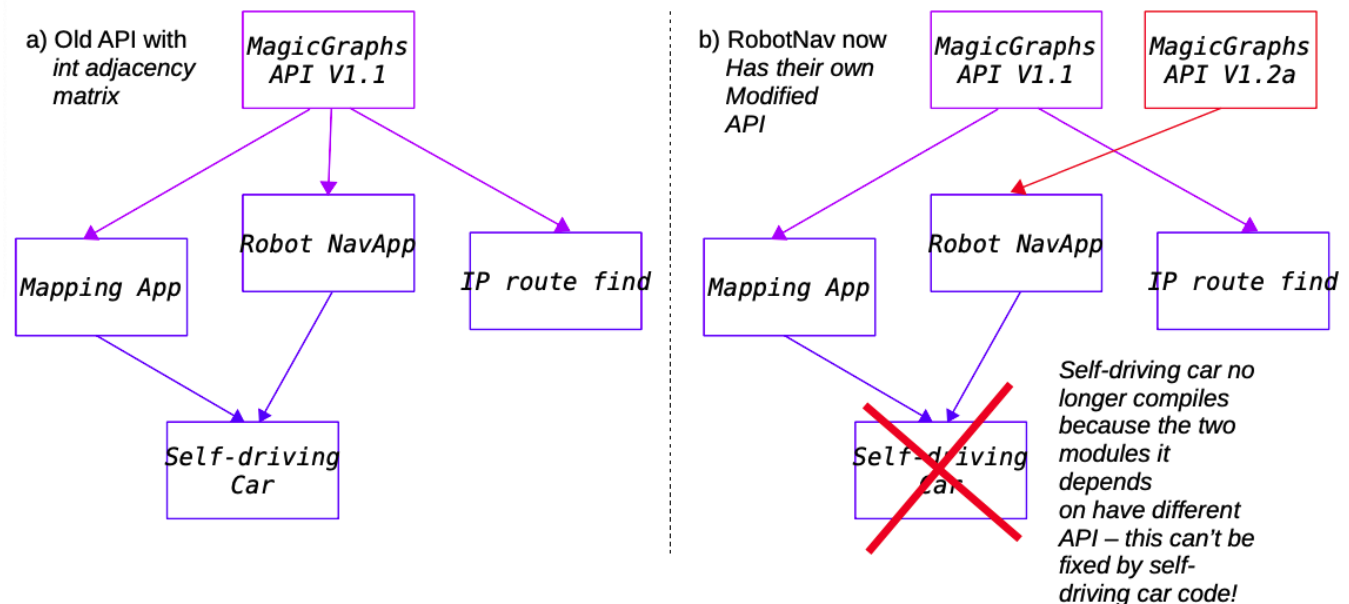 a) Old API with
int adjacency
matrix
MagicGraphs
API V1.1
Mapping App
Robot NavApp
IP route find
Self-driving
Car
b) RobotNav now
Has their own
Modified
API
MagicGraphs
API V1.1
MagicGraphs
API V1.2a
Mapping App
Robot NavApp
IP route find
Self-driving
Car
Self-driving car no
longer compiles
because the two
modules it
depends
on have different
API – this can't be
fixed by self-
driving car code!